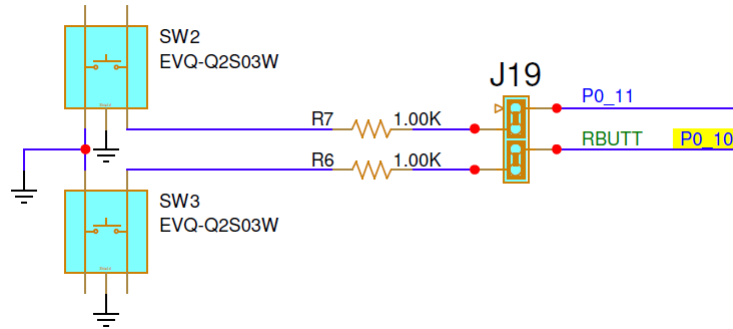 SW2
EVQ-Q2S03W
J19
P0_11
R7 1.00K
RBUTT P0_10
R6 1.00K
SW3
EVQ-Q2S03W